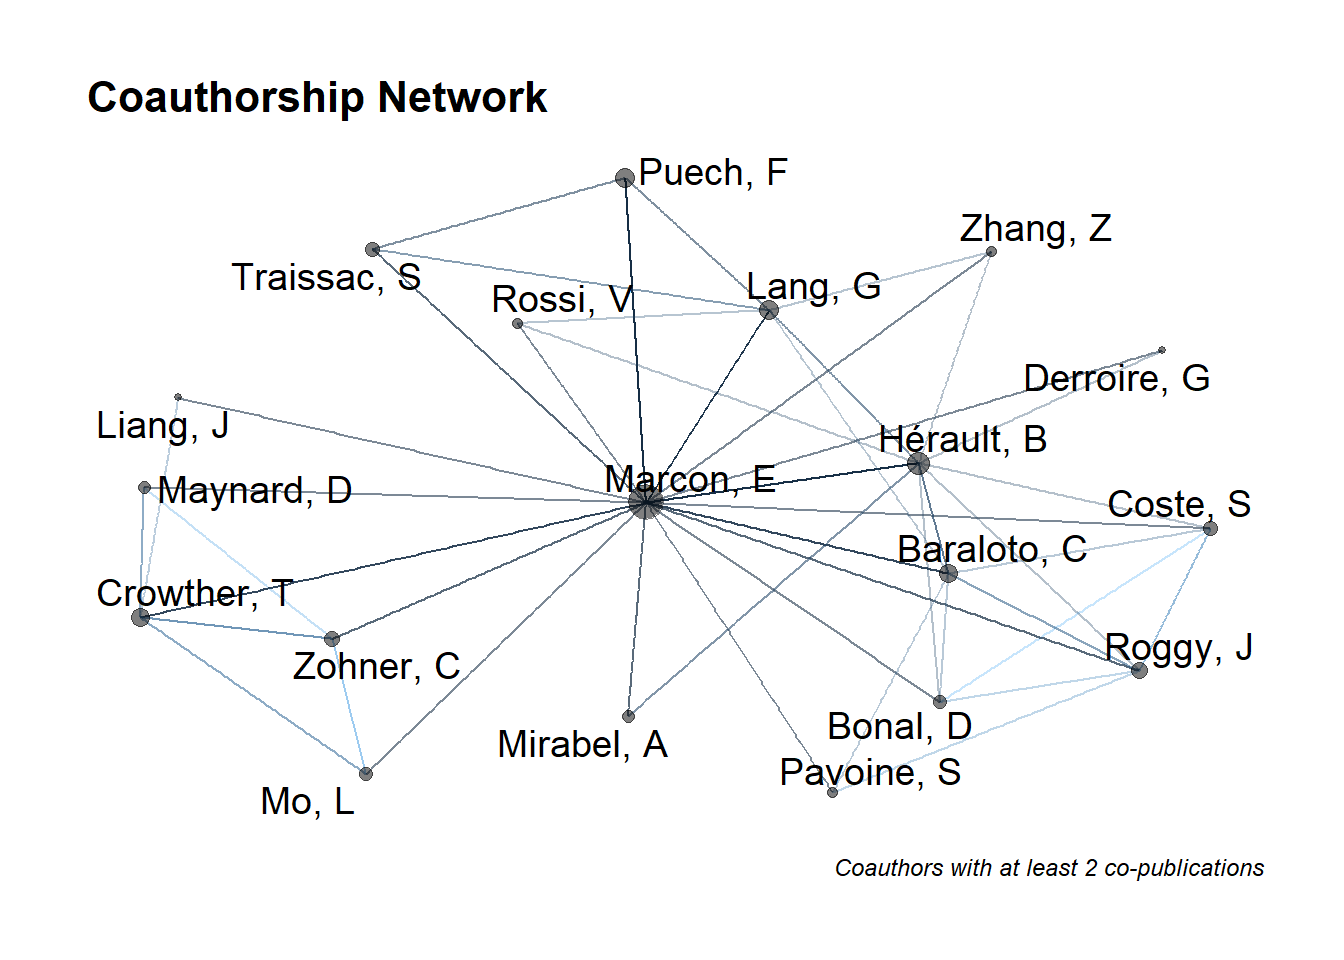 Coauthorship Network
Puech, F
Zhang, Z
Traissac, S
Lang, G
Rossi, V
Derroire, G
Liang, J
Hérault, B
Marcon, E
Maynard, D
Coste, S
Baraloto, C
Crowther, T
Roggy, J
Zohner, C
Bonal, D
Mirabel, A
Pavoine, S
Mo, L
Coauthors with at least 2 co-publications